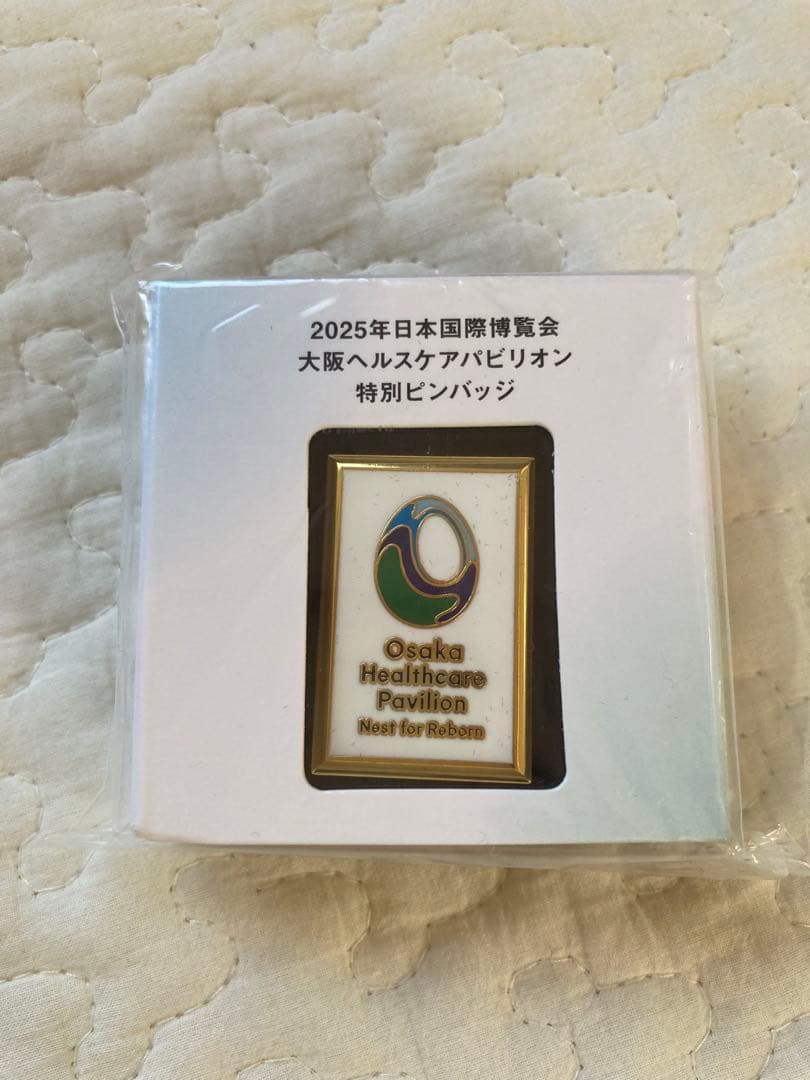 2025年日本国際博覧会
大阪ヘルスケアパビリオン
特別ピンバッジ
Osaka
Healthcare
Pavilion
Nest for Reborn